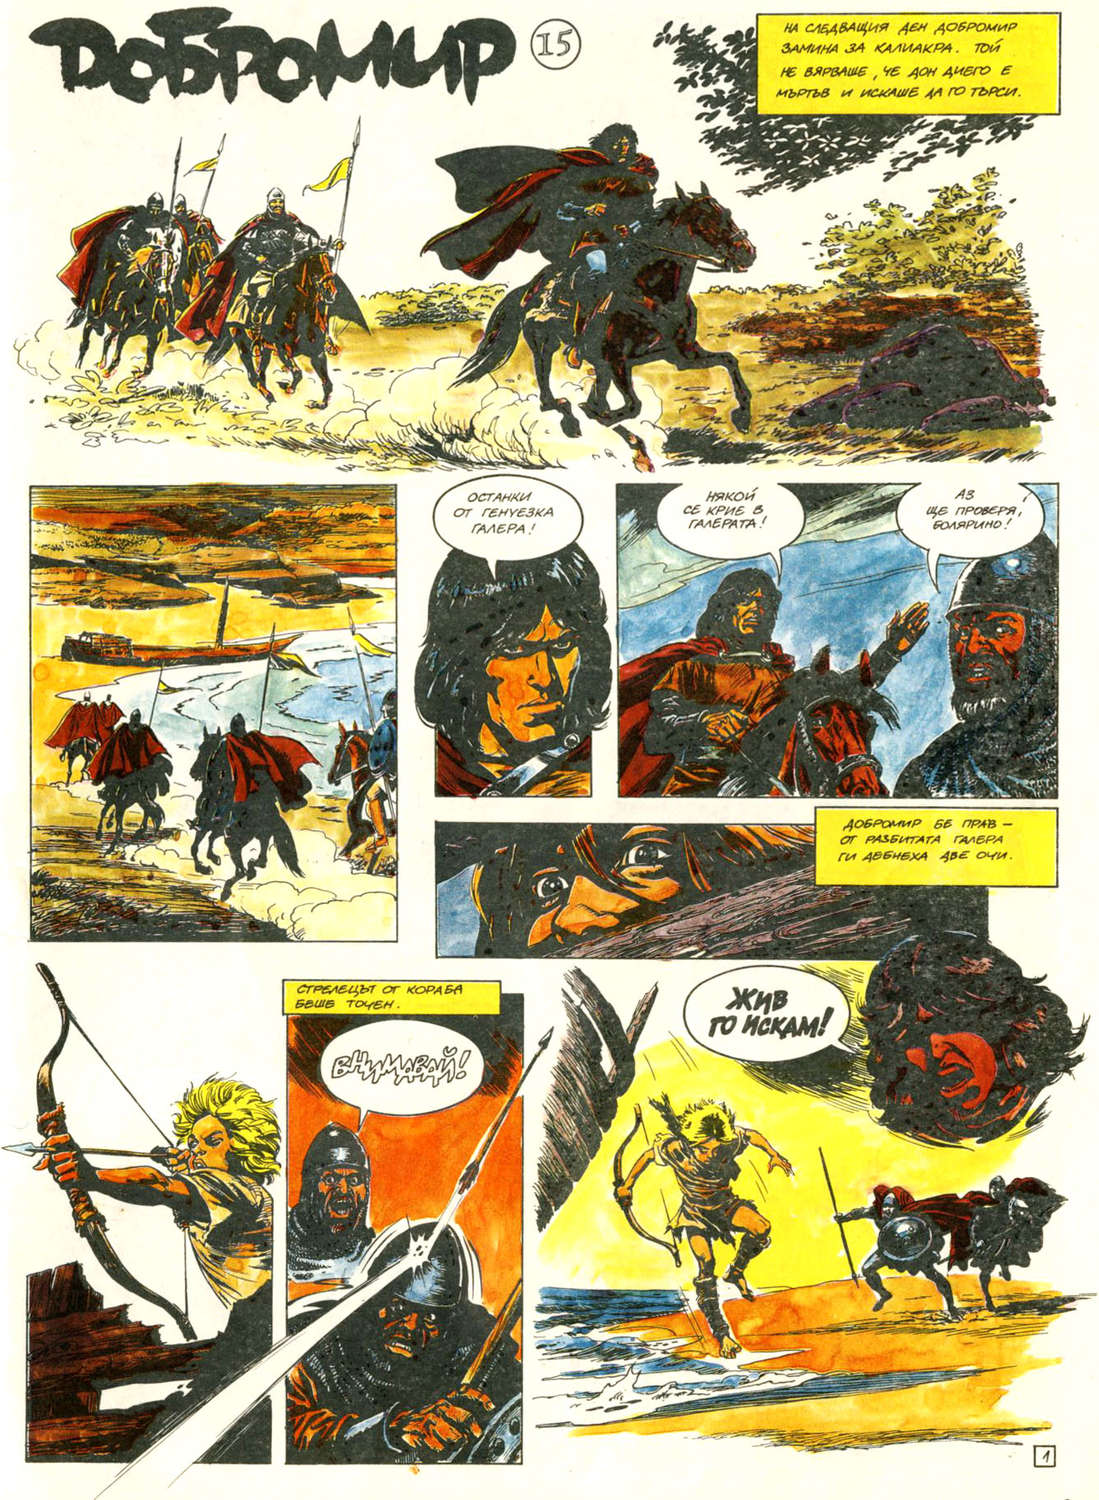 ДОБРОМИР 15
НА СЛЕДВАЩИЯ ДЕН ДОБРОМИР
ЗАМИНА ЗА КАЛИАКРА. ТОЙ
НЕ ВЯРВАШЕ, ЧЕ ДОН ДИЕГО Е
МЪРТЪВ И ИСКАШЕ ДА ГО ТЪРСИ.
ОСТАНКИ
ОТ ГЕНУЕЗКА
ГАЛЕРА!
НЯКОЙ
СЕ КРИЕ В
ГАЛЕРАТА!
АЗ
ЩЕ ПРОВЕРЯ,
БОЛЯРИНО!
ДОБРОМИР БЕ ПРАВ –
ОТ РАЗБИТАТА ГАЛЕРА
ГИ ДЕБНЕХА ДВЕ ОЧИ.
СТРЕЛЕЦЪТ ОТ КОРАБА
БЕШЕ ТОЧЕН.
ВНИМАВАЙ!
ЖИВ
ГО ИСКАМ!
1